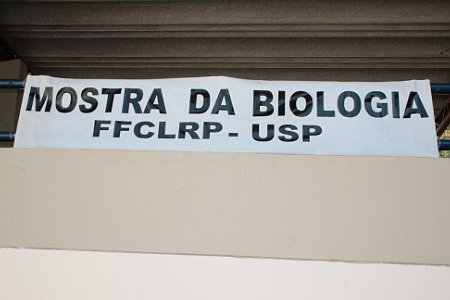 MOSTRA DA BIOLOGIA
FFCLRP - USP